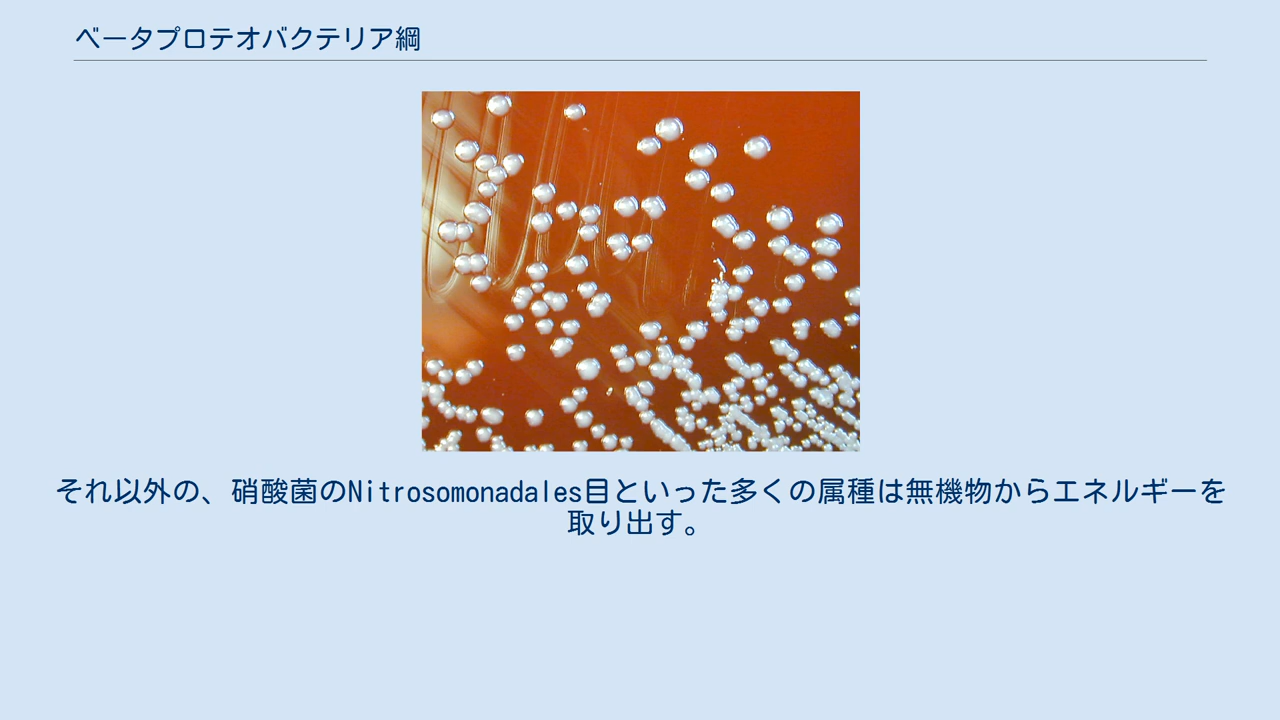 ベータプロテオバクテリア綱
それ以外の、硝酸菌のNitrosomonadales目といった多くの属種は無機物からエネルギーを
取り出す。